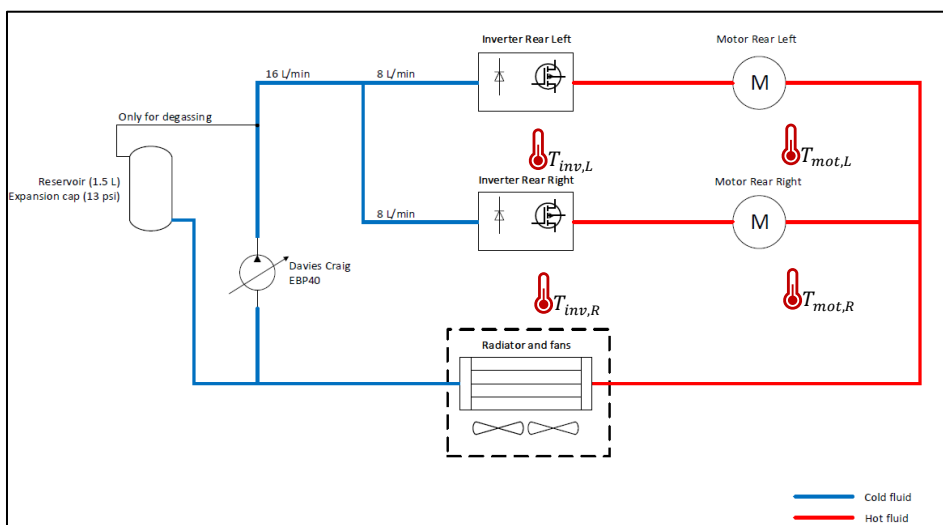 Inverter Rear Left
Motor Rear Left
16 L/min
8 L/min
M
Only for degassing
T_inv,L
T_mot,L
Reservoir (1.5 L)
Expansion cap (13 psi)
Inverter Rear Right
Motor Rear Right
8 L/min
M
Davies Craig
EBP40
T_inv,R
T_mot,R
Radiator and fans
Cold fluid
Hot fluid